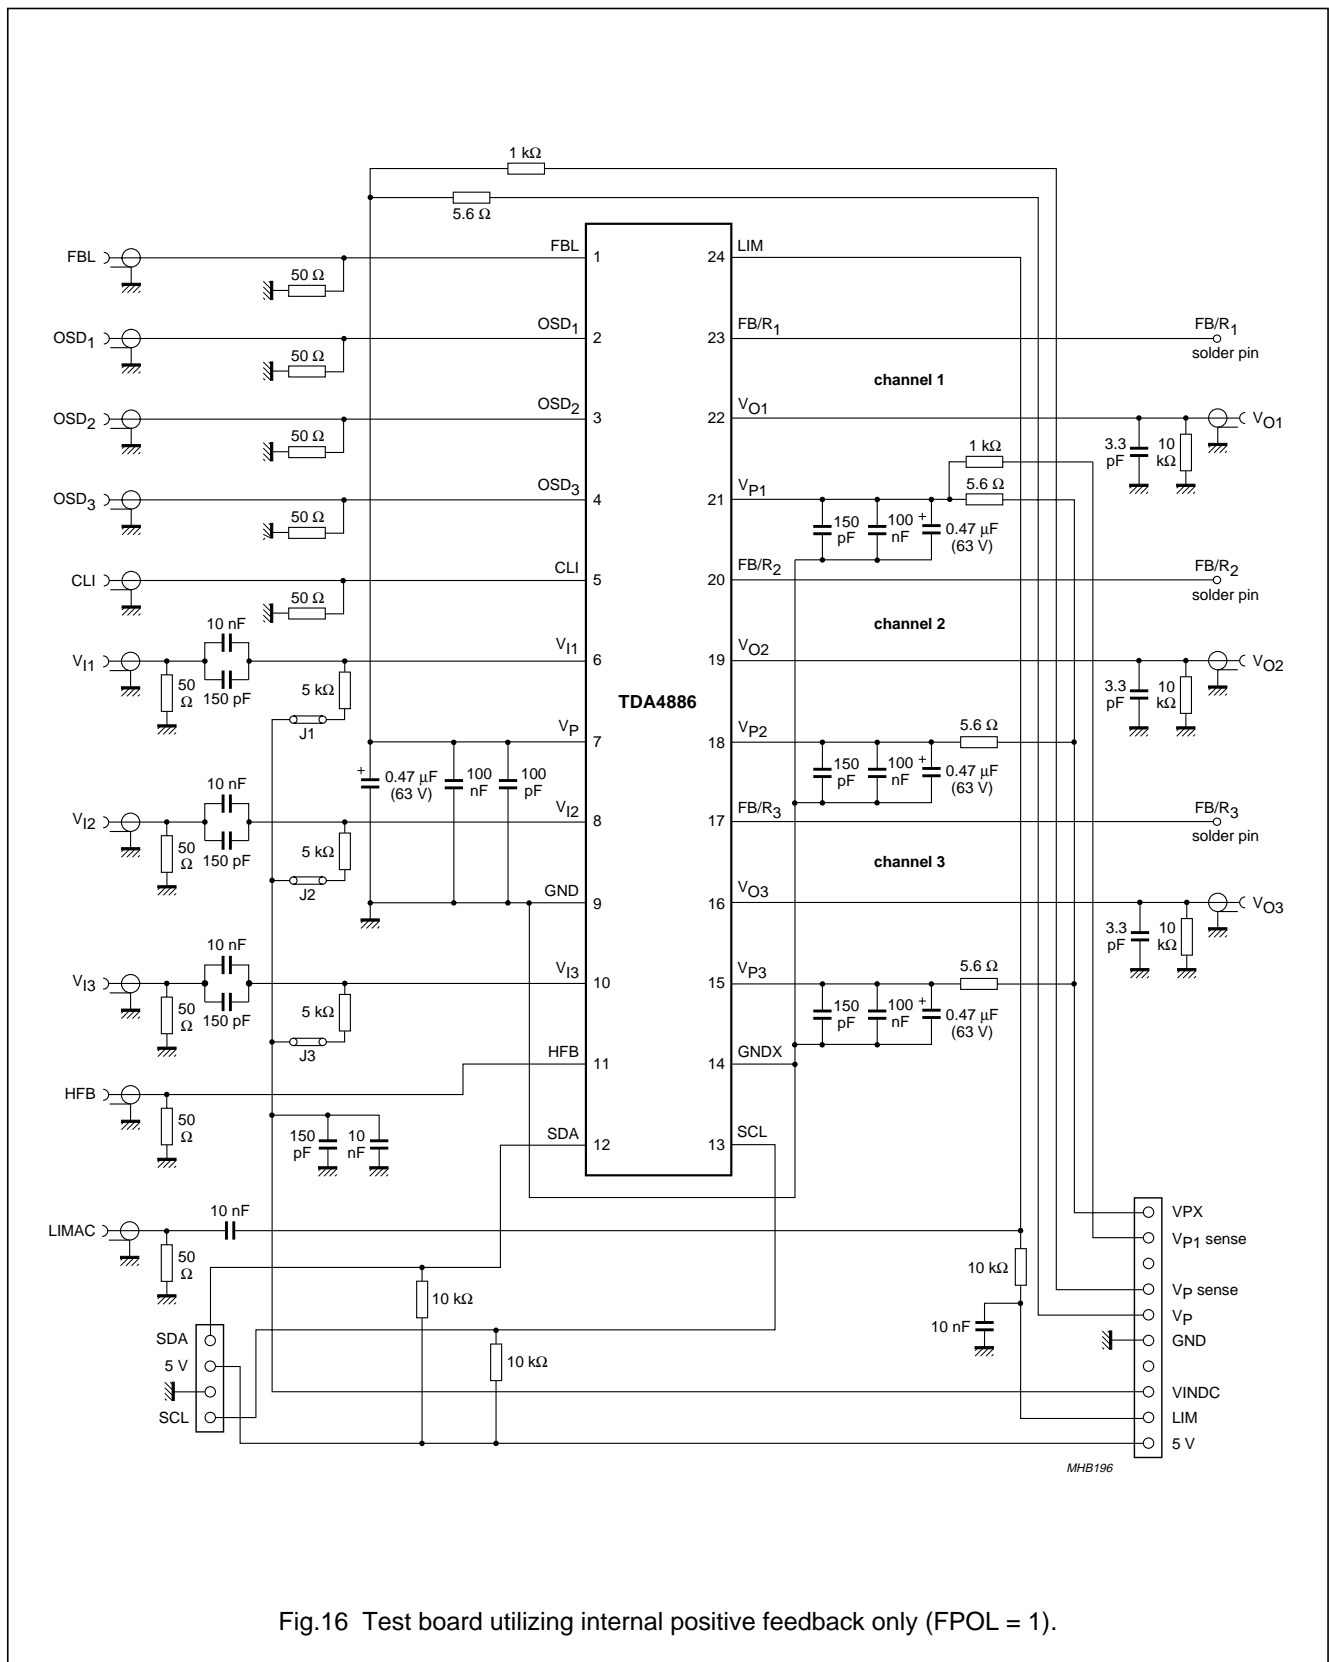 1 kΩ
5.6 Ω
FBL
FBL
1
24
LIM
50 Ω
OSD1
OSD1
2
23
FB/R1
FB/R1
solder pin
50 Ω
channel 1
OSD2
OSD2
3
22
VO1
VO1
50 Ω
3.3 pF
10 kΩ
1 kΩ
5.6 Ω
OSD3
OSD3
4
21
VP1
50 Ω
150 pF
100 nF
+
0.47 μF
(63 V)
CLI
CLI
5
20
FB/R2
FB/R2
solder pin
50 Ω
10 nF
channel 2
VI1
VI1
6
19
VO2
VO2
50 Ω
150 pF
5 kΩ
J1
TDA4886
3.3 pF
10 kΩ
5.6 Ω
VP
7
18
VP2
+
0.47 μF
(63 V)
100 nF
100 pF
150 pF
100 nF
+
0.47 μF
(63 V)
10 nF
VI2
VI2
8
17
FB/R3
FB/R3
solder pin
50 Ω
150 pF
5 kΩ
J2
channel 3
GND
9
16
VO3
VO3
3.3 pF
10 kΩ
10 nF
5.6 Ω
VI3
VI3
10
15
VP3
50 Ω
150 pF
5 kΩ
J3
150 pF
100 nF
+
0.47 μF
(63 V)
HFB
HFB
11
14
GNDX
50 Ω
150 pF
10 nF
SDA
12
13
SCL
10 nF
LIMAC
50 Ω
VPX
VP1 sense
10 kΩ
VP sense
10 kΩ
VP
10 nF
SDA
GND
5 V
10 kΩ
VINDC
SCL
LIM
5 V
MHB196
Fig.16 Test board utilizing internal positive feedback only (FPOL = 1).